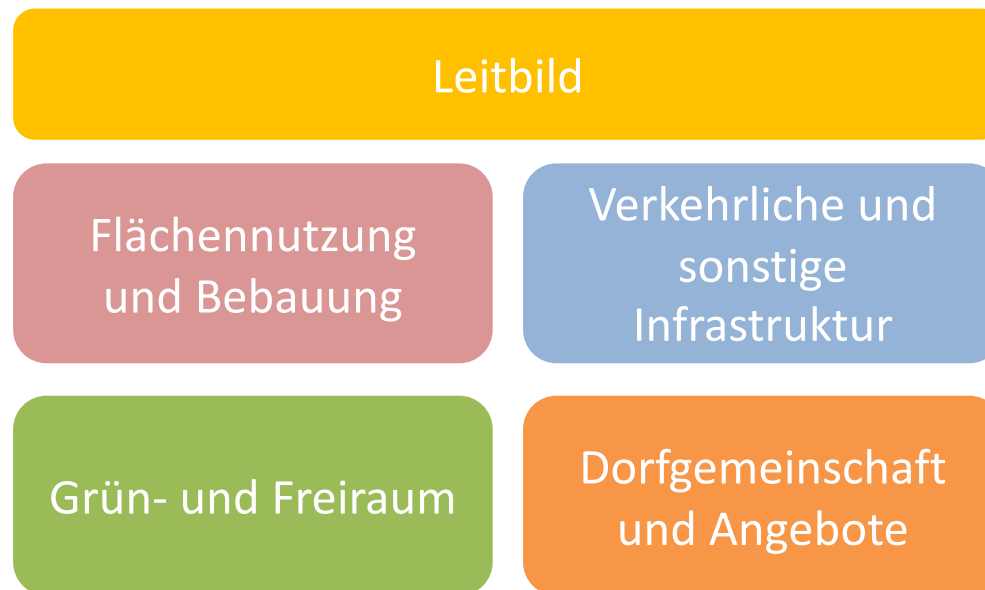 Leitbild
Flächennutzung
und Bebauung
Verkehrliche und
sonstige
Infrastruktur
Grün- und Freiraum
Dorfgemeinschaft
und Angebote